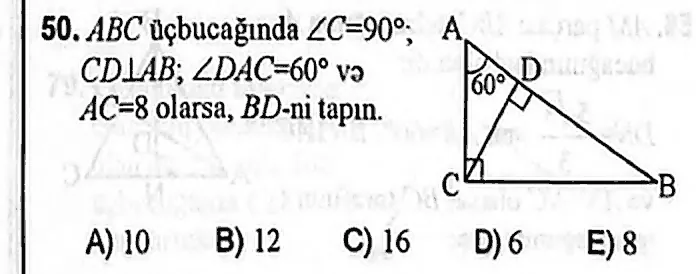 50. ABC üçbucağında ∠C=90°;
CD⊥AB; ∠DAC=60° və
AC=8 olarsa, BD-ni tapın.
A
60°
D
C
B
A) 10 B) 12 C) 16 D) 6 E) 8